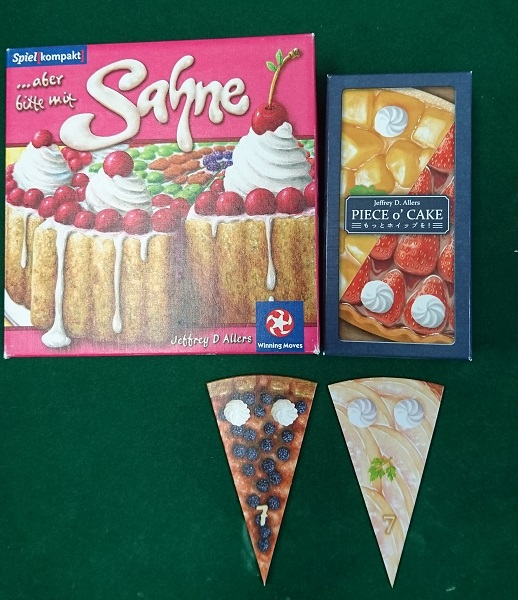 Spiel[kompakt]
...aber
bitte mit
Sahne
Jeffrey D Allers
Winning Moves
Jeffrey D. Allers
PIECE o' CAKE
もっとホイップを!
7
7